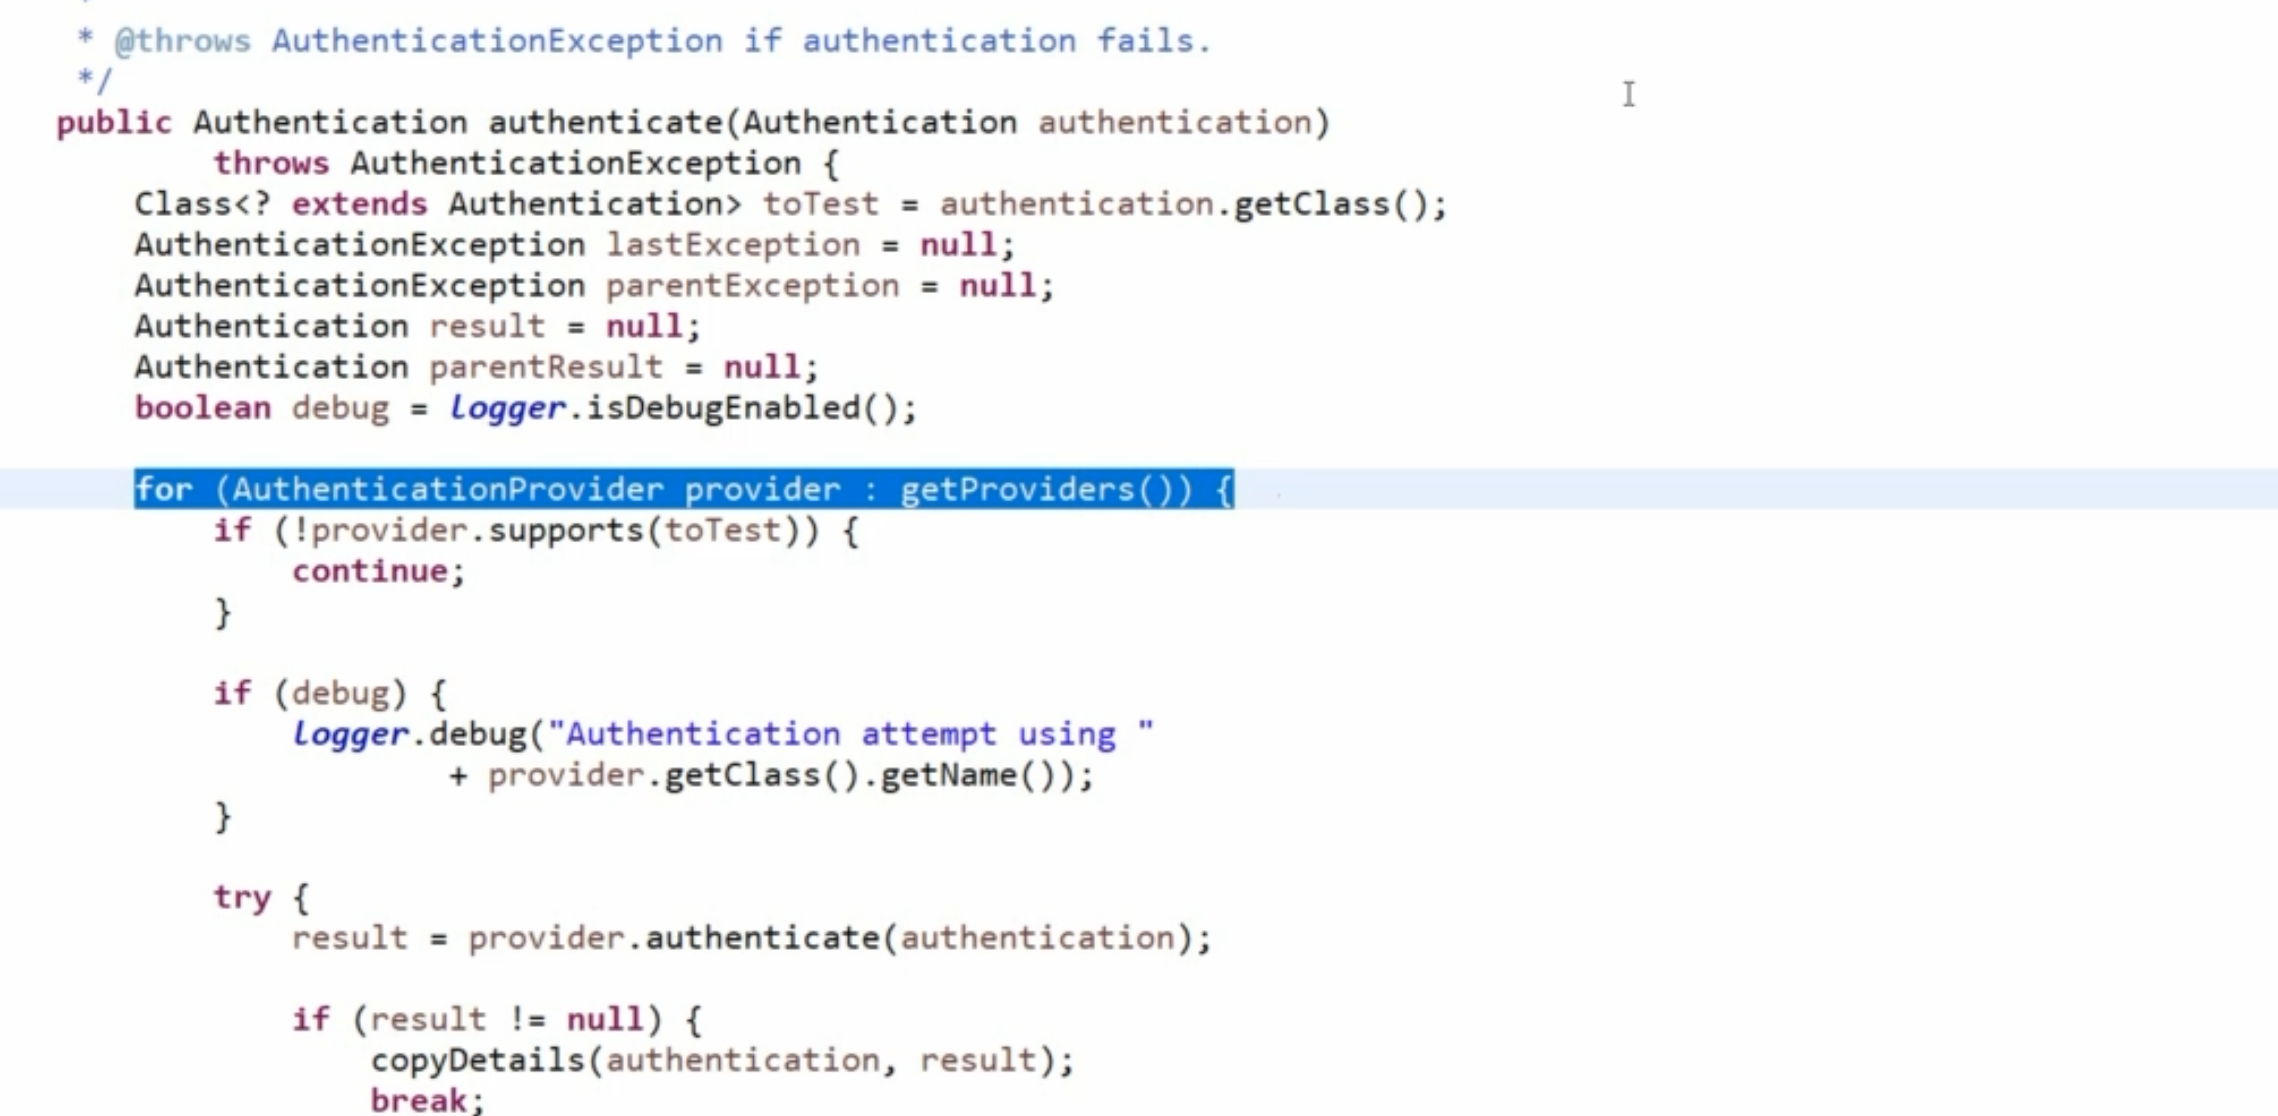 * @throws AuthenticationException if authentication fails.
*/
public Authentication authenticate(Authentication authentication)
throws AuthenticationException {
Class<? extends Authentication> toTest = authentication.getClass();
AuthenticationException lastException = null;
AuthenticationException parentException = null;
Authentication result = null;
Authentication parentResult = null;
boolean debug = logger.isDebugEnabled();
for (AuthenticationProvider provider : getProviders()) {
if (!provider.supports(toTest)) {
continue;
}
if (debug) {
logger.debug("Authentication attempt using "
+ provider.getClass().getName());
}
try {
result = provider.authenticate(authentication);
if (result != null) {
copyDetails(authentication, result);
break;